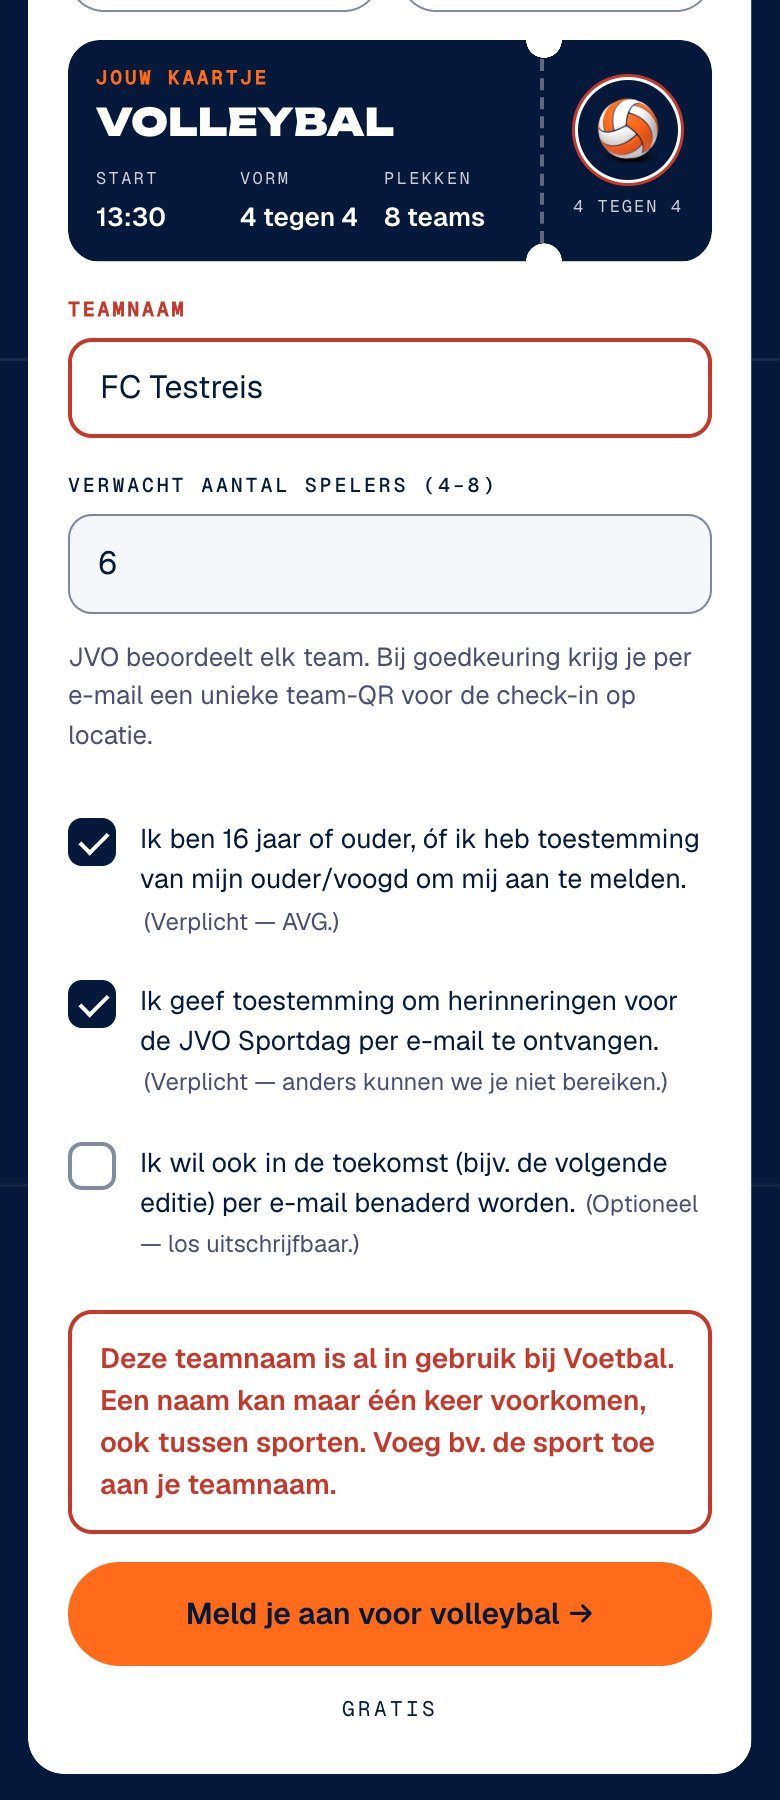 JOUW KAARTJE
VOLLEYBAL
START VORM PLEKKEN
13:30 4 tegen 4 8 teams
4 TEGEN 4
TEAMNAAM
FC Testreis
VERWACHT AANTAL SPELERS (4–8)
6
JVO beoordeelt elk team. Bij goedkeuring krijg je per
e-mail een unieke team-QR voor de check-in op
locatie.
Ik ben 16 jaar of ouder, óf ik heb toestemming
van mijn ouder/voogd om mij aan te melden.
(Verplicht — AVG.)
Ik geef toestemming om herinneringen voor
de JVO Sportdag per e-mail te ontvangen.
(Verplicht — anders kunnen we je niet bereiken.)
Ik wil ook in de toekomst (bijv. de volgende
editie) per e-mail benaderd worden. (Optioneel
— los uitschrijfbaar.)
Deze teamnaam is al in gebruik bij Voetbal.
Een naam kan maar één keer voorkomen,
ook tussen sporten. Voeg bv. de sport toe
aan je teamnaam.
Meld je aan voor volleybal →
GRATIS